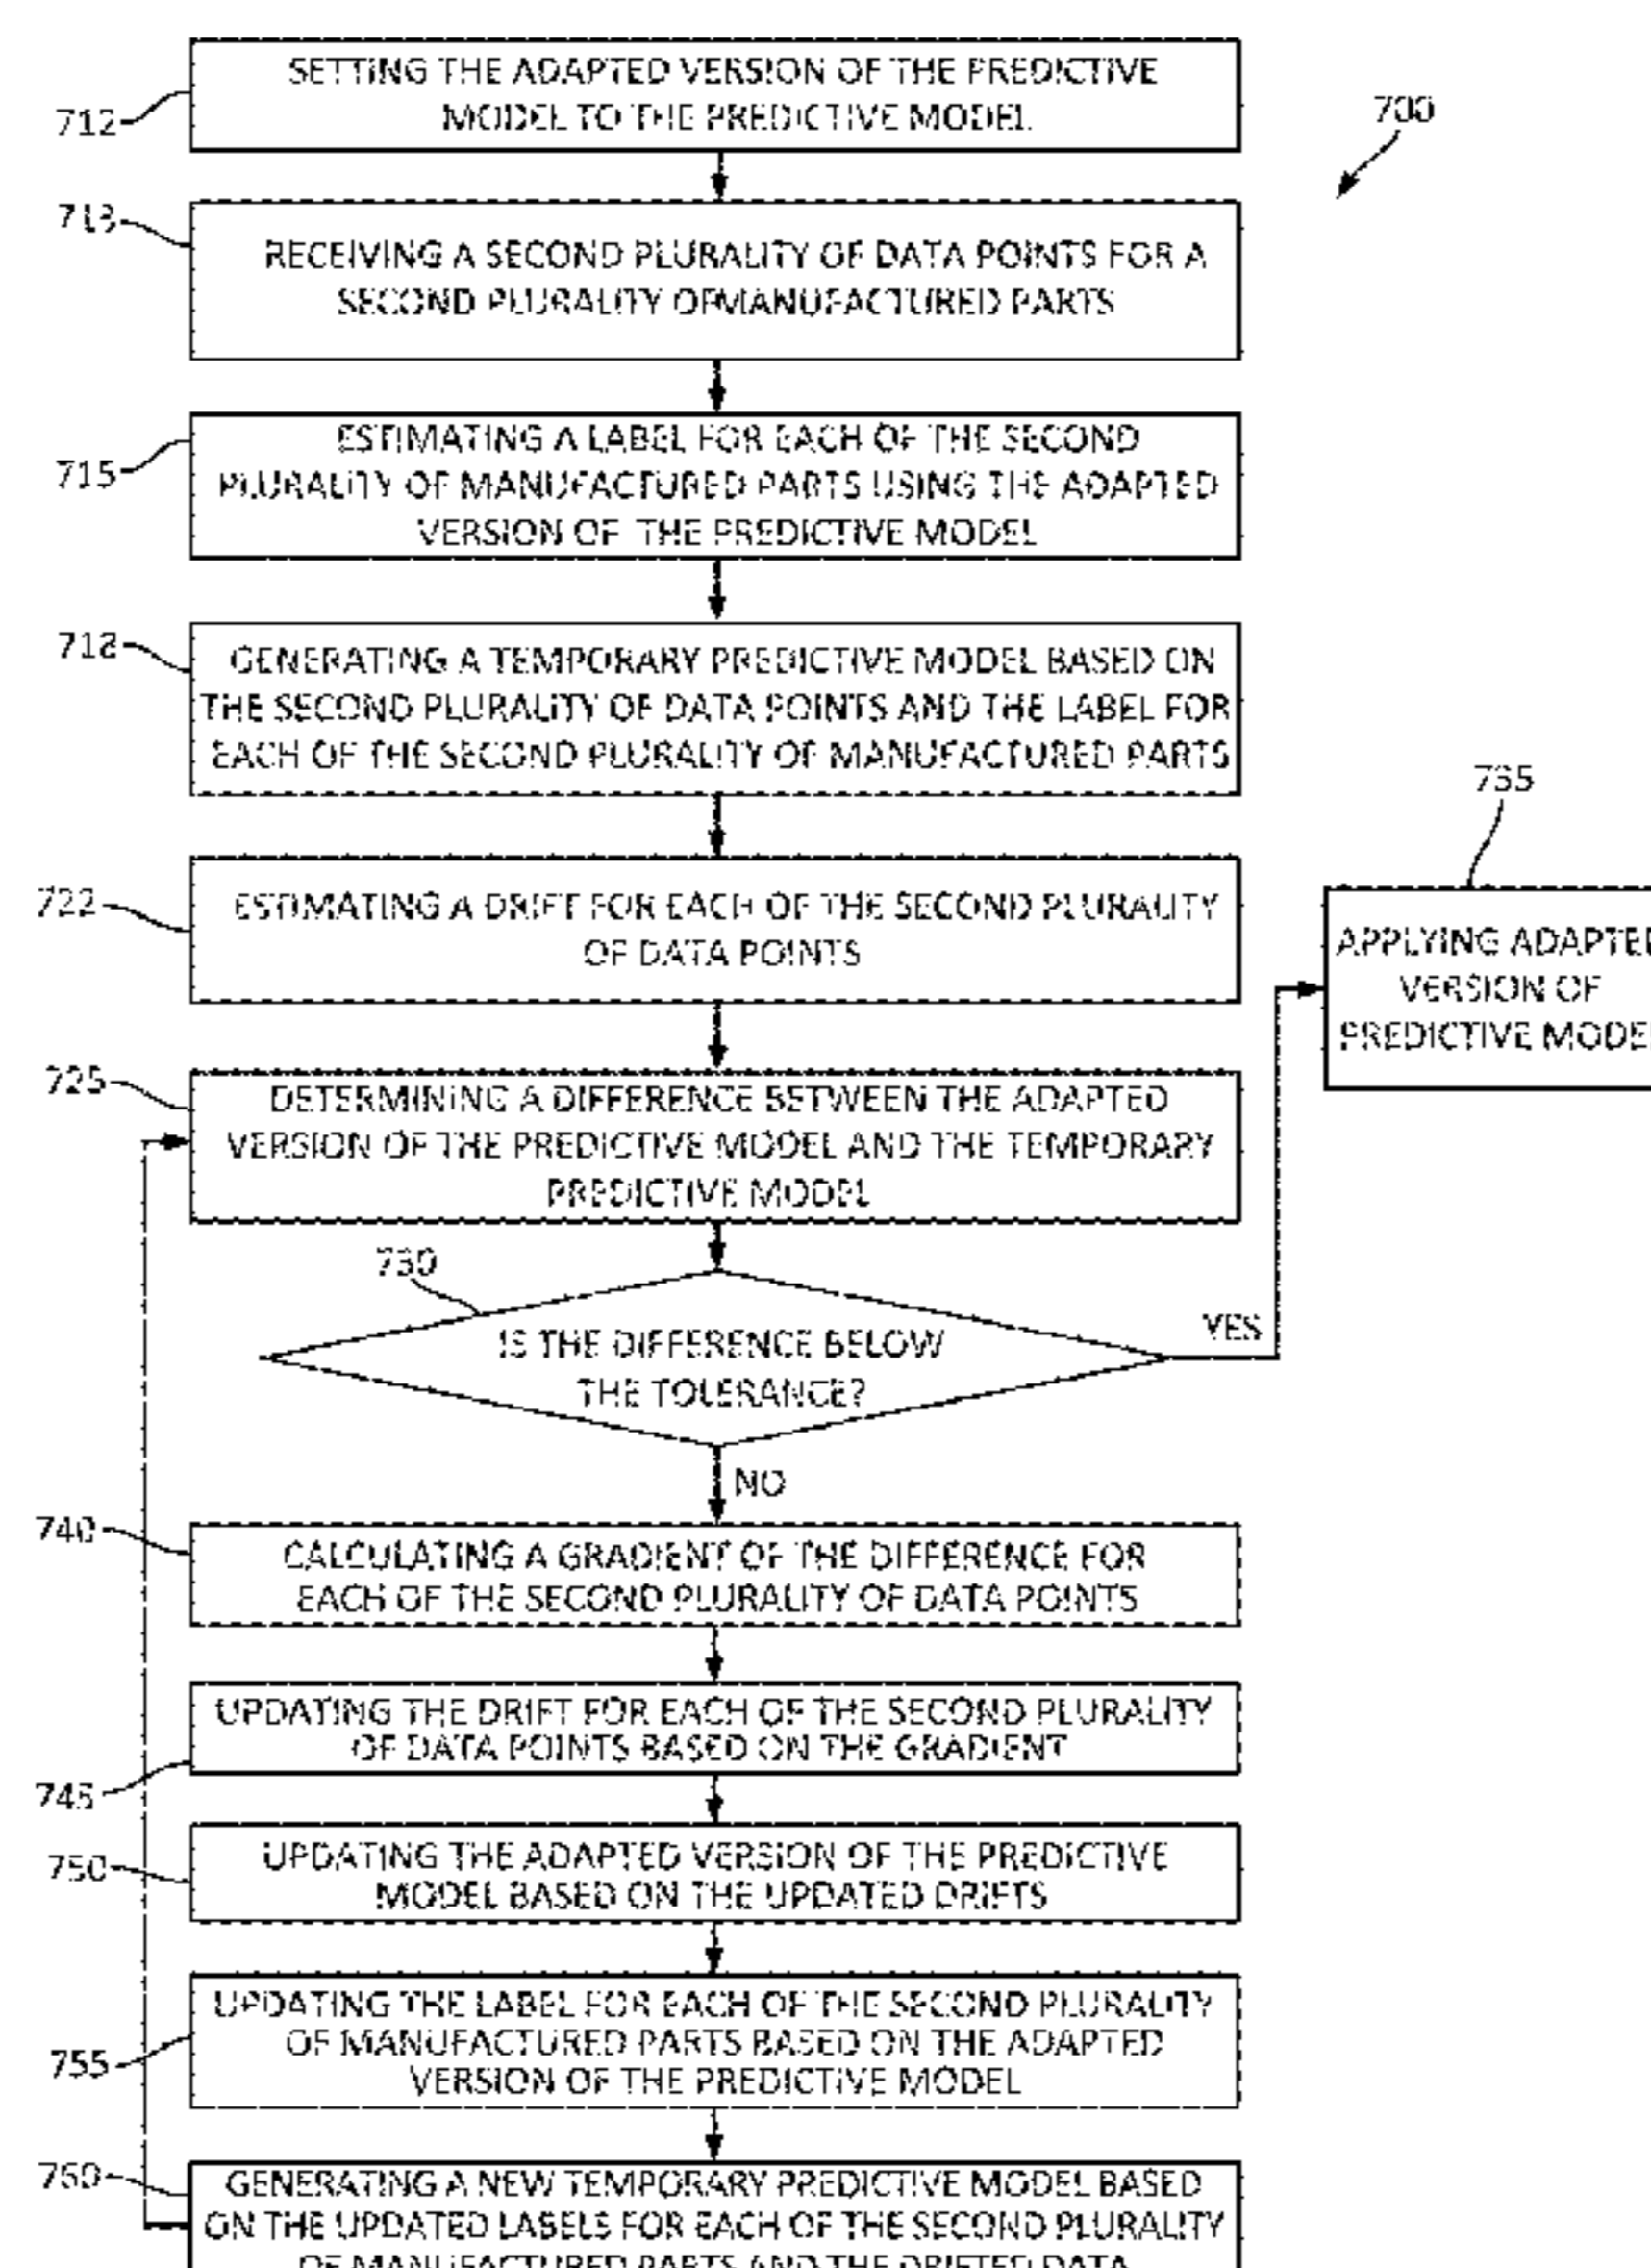 700
712
SETTING THE ADAPTED VERSION OF THE PREDICTIVE
MODEL TO THE PREDICTIVE MODEL
713
RECEIVING A SECOND PLURALITY OF DATA POINTS FOR A
SECOND PLURALITY OFMANUFACTURED PARTS
715
ESTIMATING A LABEL FOR EACH OF THE SECOND
PLURALITY OF MANUFACTURED PARTS USING THE ADAPTED
VERSION OF THE PREDICTIVE MODEL
718
GENERATING A TEMPORARY PREDICTIVE MODEL BASED ON
THE SECOND PLURALITY OF DATA POINTS AND THE LABEL FOR
EACH OF THE SECOND PLURALITY OF MANUFACTURED PARTS
722
ESTIMATING A DRIFT FOR EACH OF THE SECOND PLURALITY
OF DATA POINTS
725
DETERMINING A DIFFERENCE BETWEEN THE ADAPTED
VERSION OF THE PREDICTIVE MODEL AND THE TEMPORARY
PREDICTIVE MODEL
730
IS THE DIFFERENCE BELOW
THE TOLERANCE?
YES
735
APPLYING ADAPTED
VERSION OF
PREDICTIVE MODEL
NO
740
CALCULATING A GRADIENT OF THE DIFFERENCE FOR
EACH OF THE SECOND PLURALITY OF DATA POINTS
745
UPDATING THE DRIFT FOR EACH OF THE SECOND PLURALITY
OF DATA POINTS BASED ON THE GRADIENT
750
UPDATING THE ADAPTED VERSION OF THE PREDICTIVE
MODEL BASED ON THE UPDATED DRIFTS
755
UPDATING THE LABEL FOR EACH OF THE SECOND PLURALITY
OF MANUFACTURED PARTS BASED ON THE ADAPTED
VERSION OF THE PREDICTIVE MODEL
760
GENERATING A NEW TEMPORARY PREDICTIVE MODEL BASED
ON THE UPDATED LABELS FOR EACH OF THE SECOND PLURALITY
OF MANUFACTURED PARTS AND THE DRIFTED DATA